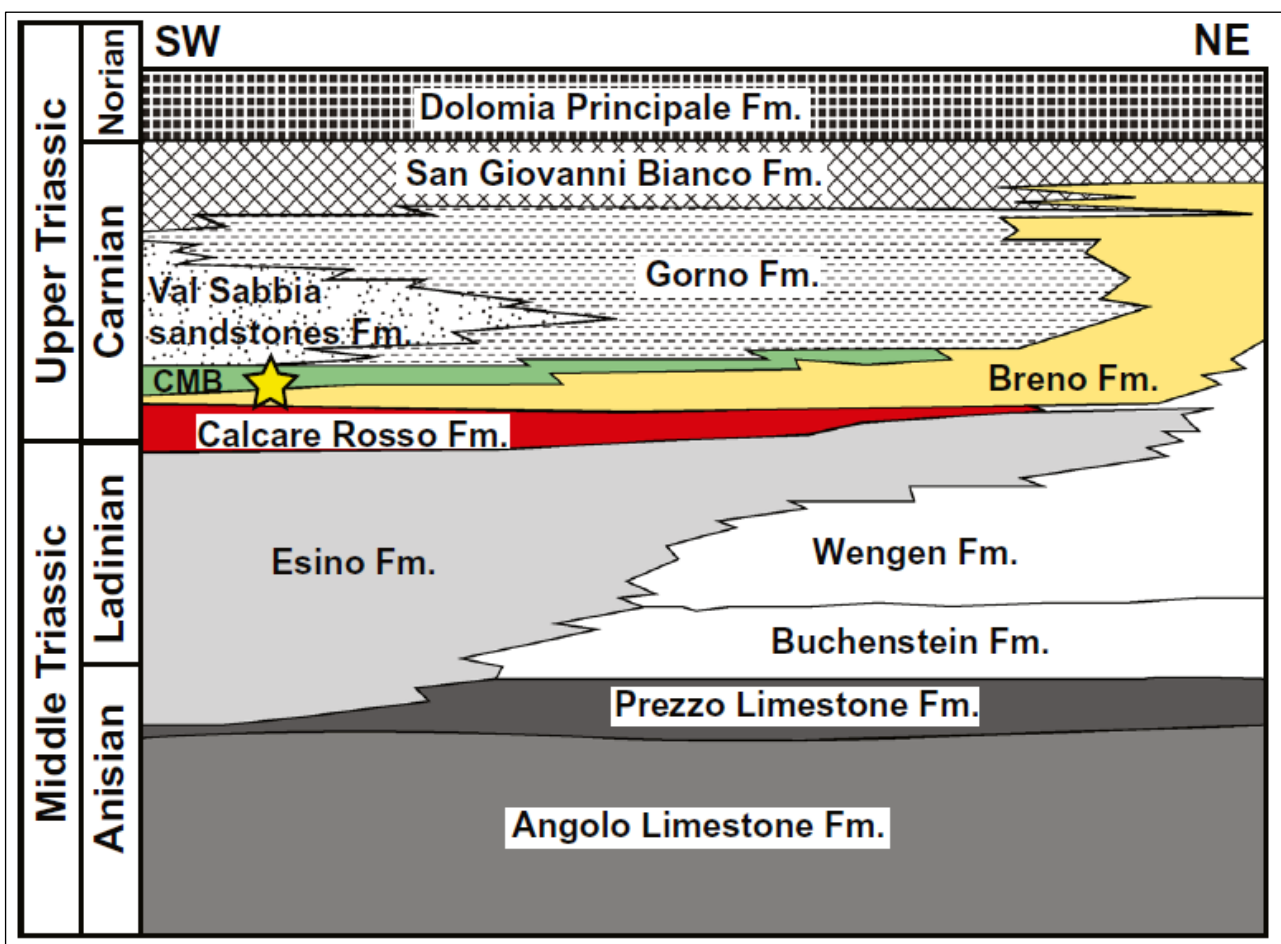 SW
NE
Norian
Dolomia Principale Fm.
Upper Triassic
Carnian
San Giovanni Bianco Fm.
Gorno Fm.
Val Sabbia
sandstones Fm.
CMB
Breno Fm.
Calcare Rosso Fm.
Middle Triassic
Ladinian
Esino Fm.
Wengen Fm.
Buchenstein Fm.
Anisian
Prezzo Limestone Fm.
Angolo Limestone Fm.